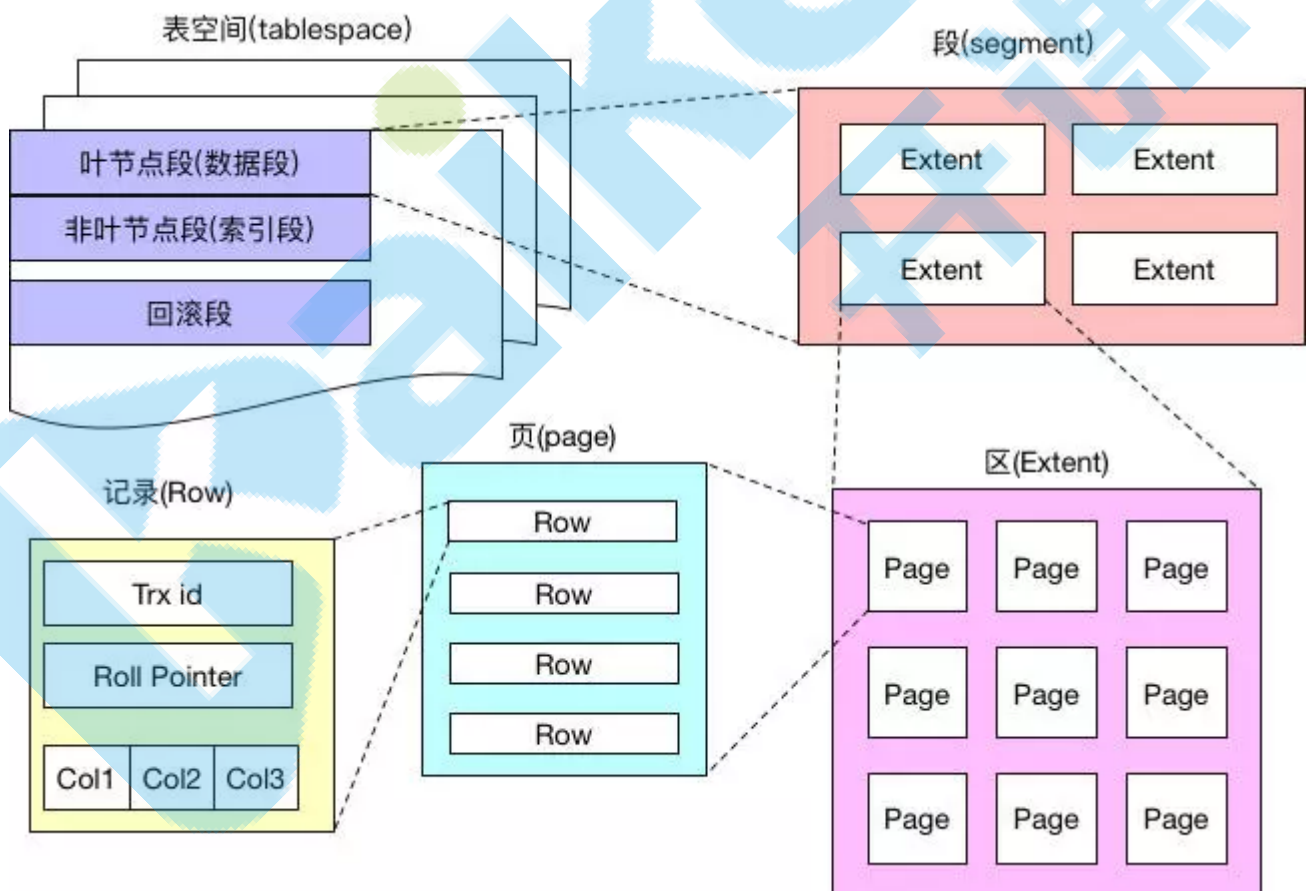 表空间(tablespace)
叶节点段(数据段)
非叶节点段(索引段)
回滚段
段(segment)
Extent
Extent
Extent
Extent
区(Extent)
Page
Page
Page
Page
Page
Page
Page
Page
Page
页(page)
Row
Row
Row
Row
记录(Row)
Trx id
Roll Pointer
Col1
Col2
Col3